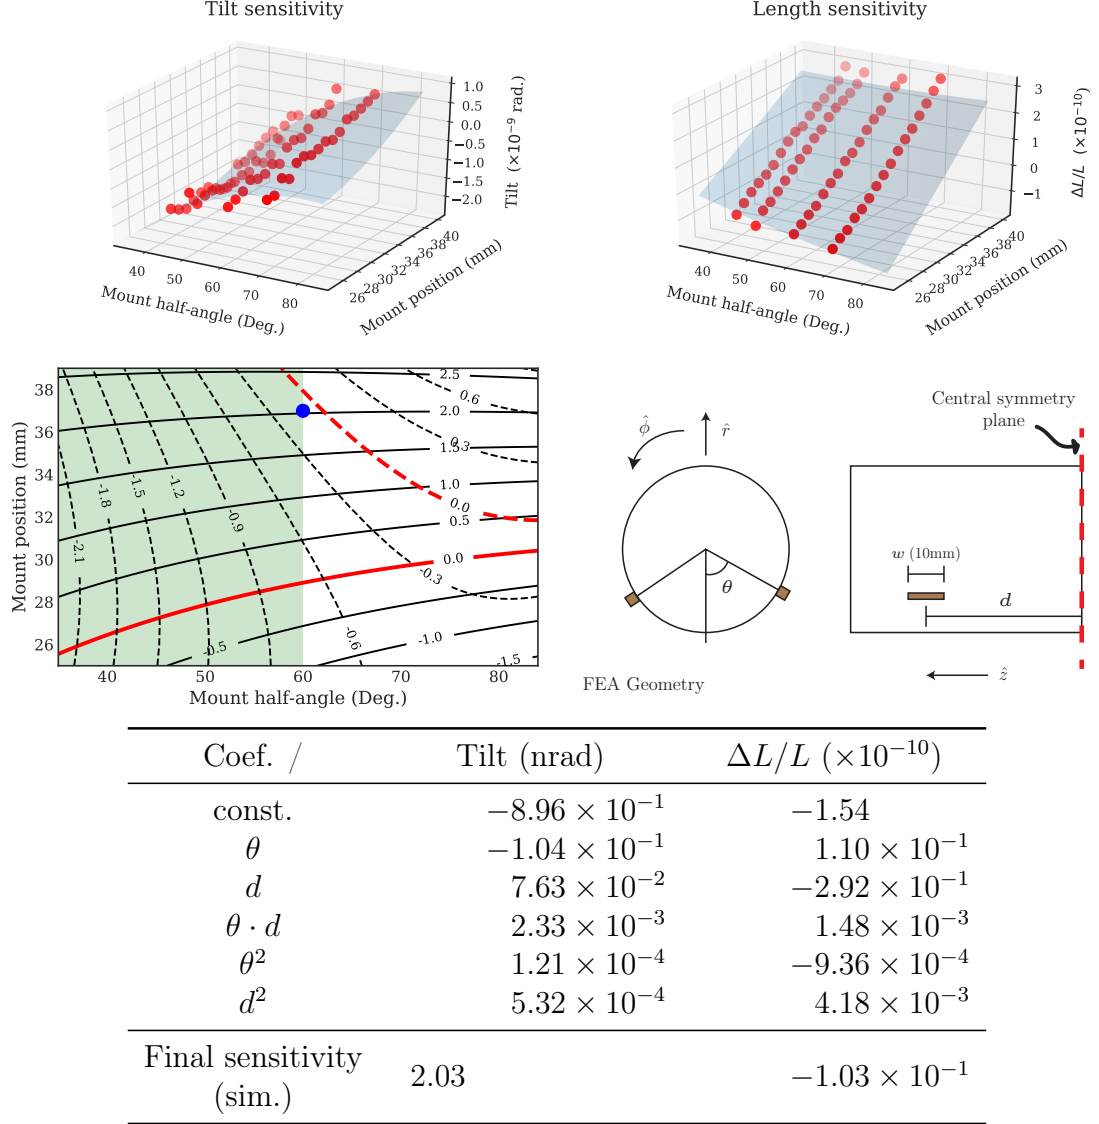 Tilt sensitivity
1.0
0.5
0.0
−0.5
−1.0
−1.5
−2.0
Tilt (×10⁻⁹ rad.)
40
50
60
70
80
Mount half-angle (Deg.)
26
28
30
32
34
36
38
40
Mount position (mm)
Length sensitivity
3
2
1
0
−1
ΔL/L (×10⁻¹⁰)
40
50
60
70
80
Mount half-angle (Deg.)
26
28
30
32
34
36
38
40
Mount position (mm)
38
36
34
32
30
28
26
Mount position (mm)
40
50
60
70
80
Mount half-angle (Deg.)
2.5
0.6
2.0
0.3
1.5
1.0
0.0
0.5
0.0
-0.3
-0.6
-0.5
-1.0
-1.5
-2.1
-1.8
-1.5
-1.2
-0.9
ϕ̂
r̂
θ
FEA Geometry
Central symmetry
plane
w (10mm)
d
ẑ
Coef. / Tilt (nrad) ΔL/L (×10⁻¹⁰)
const. −8.96 × 10⁻¹ −1.54
θ −1.04 × 10⁻¹ 1.10 × 10⁻¹
d 7.63 × 10⁻² −2.92 × 10⁻¹
θ · d 2.33 × 10⁻³ 1.48 × 10⁻³
θ² 1.21 × 10⁻⁴ −9.36 × 10⁻⁴
d² 5.32 × 10⁻⁴ 4.18 × 10⁻³
Final sensitivity
(sim.) 2.03 −1.03 × 10⁻¹